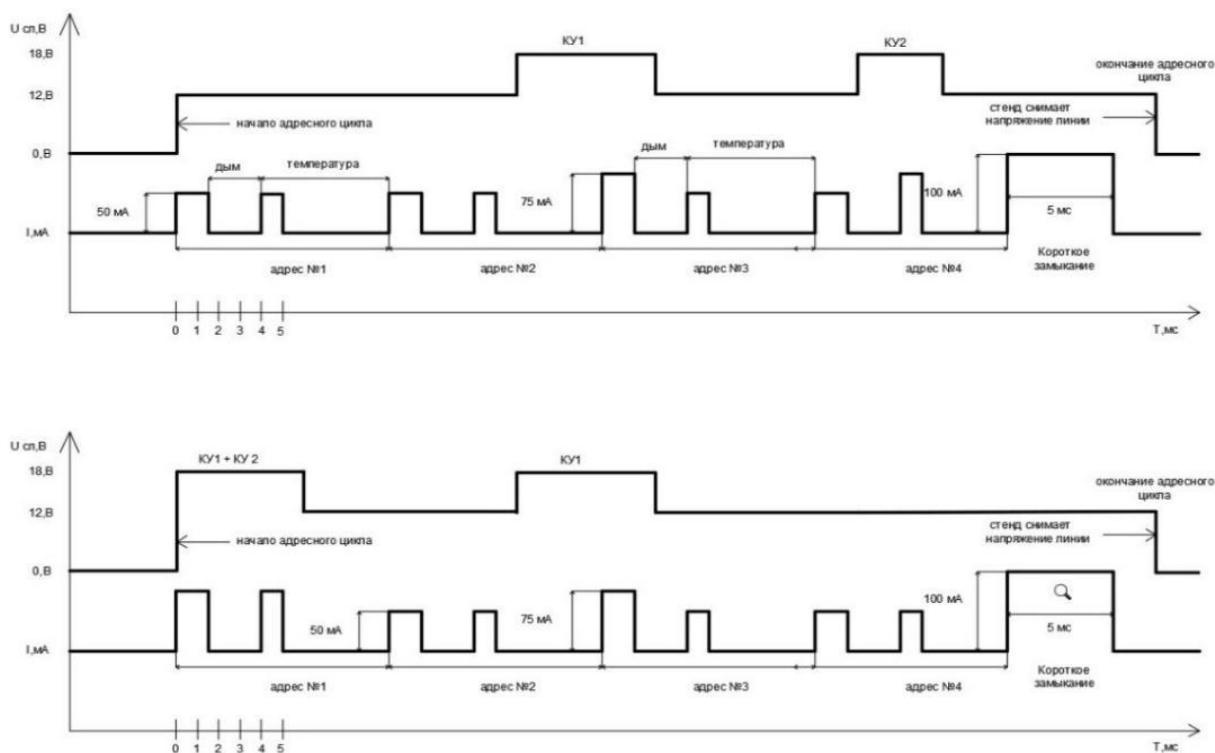 U сп,В
18,В
КУ1
КУ2
окончание адресного
цикла
12,В
начало адресного цикла
стенд снимает
напряжение линии
0,В
дым
температура
дым
температура
50 мА
75 мА
100 мА
5 мс
I,мА
адрес №1
адрес №2
адрес №3
адрес №4
Короткое
замыкание
0 1 2 3 4 5
Т,мс
U сп,В
18,В
КУ1 + КУ 2
КУ1
окончание адресного
цикла
12,В
начало адресного цикла
стенд снимает
напряжение линии
0,В
50 мА
75 мА
100 мА
5 мс
I,мА
адрес №1
адрес №2
адрес №3
адрес №4
Короткое
замыкание
0 1 2 3 4 5
Т,мс